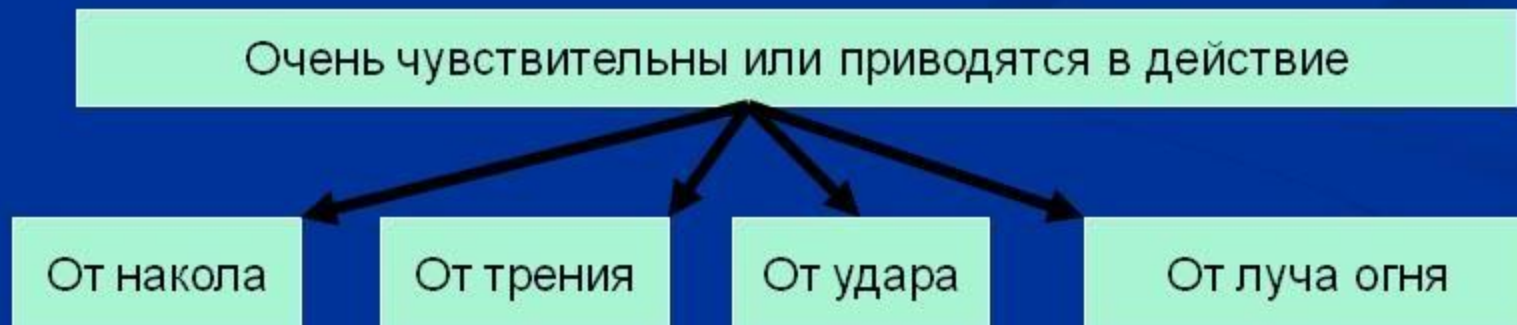 Очень чувствительны или приводятся в действие
От накола
От трения
От удара
От луча огня